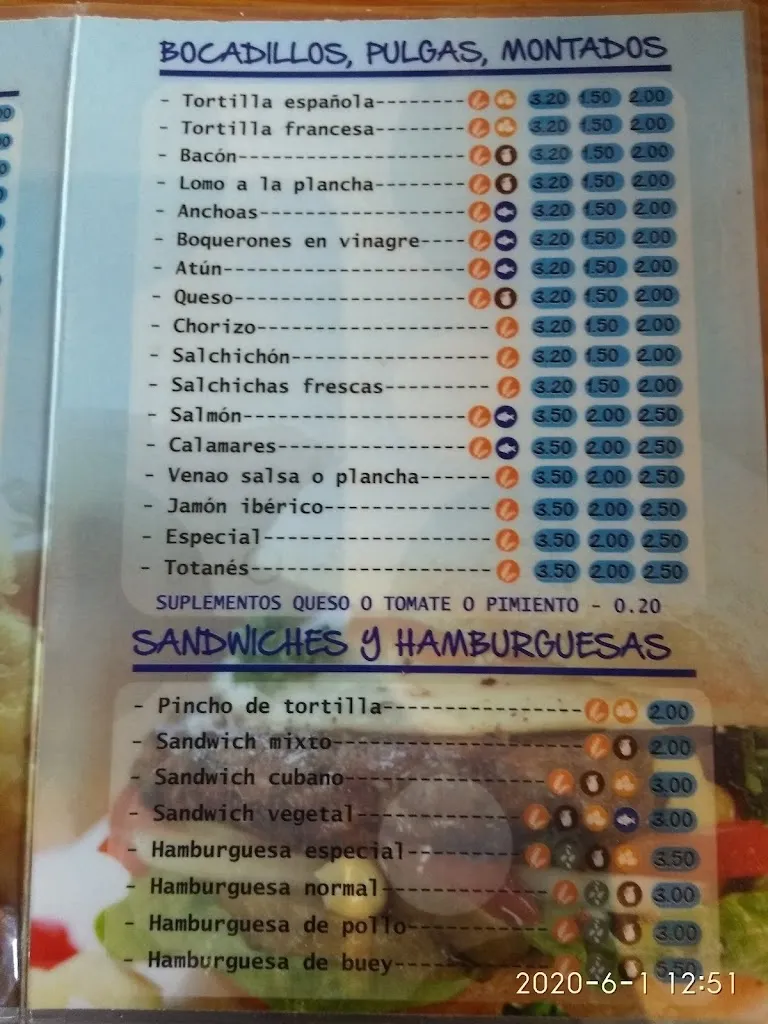 BOCADILLOS, PULGAS, MONTADOS
- Tortilla española-------- 3.20 1.50 2.00
- Tortilla francesa-------- 3.20 1.50 2.00
- Bacón-------------------- 3.20 1.50 2.00
- Lomo a la plancha-------- 3.20 1.50 2.00
- Anchoas------------------ 3.20 1.50 2.00
- Boquerones en vinagre---- 3.20 1.50 2.00
- Atún--------------------- 3.20 1.50 2.00
- Queso-------------------- 3.20 1.50 2.00
- Chorizo-------------------- 3.20 1.50 2.00
- Salchichón----------------- 3.20 1.50 2.00
- Salchichas frescas--------- 3.20 1.50 2.00
- Salmón------------------- 3.50 2.00 2.50
- Calamares---------------- 3.50 2.00 2.50
- Venao salsa o plancha------ 3.50 2.00 2.50
- Jamón ibérico-------------- 3.50 2.00 2.50
- Especial------------------- 3.50 2.00 2.50
- Totanés-------------------- 3.50 2.00 2.50
SUPLEMENTOS QUESO O TOMATE O PIMIENTO - 0.20
SANDWICHES Y HAMBURGUESAS
- Pincho de tortilla---------------- 2.00
- Sandwich mixto-------------------- 2.00
- Sandwich cubano---------------- 3.00
- Sandwich vegetal------------- 3.00
- Hamburguesa especial--------- 3.50
- Hamburguesa normal------------- 3.00
- Hamburguesa de pollo----------- 3.00
- Hamburguesa de buey------------
2020-6-1 12:51